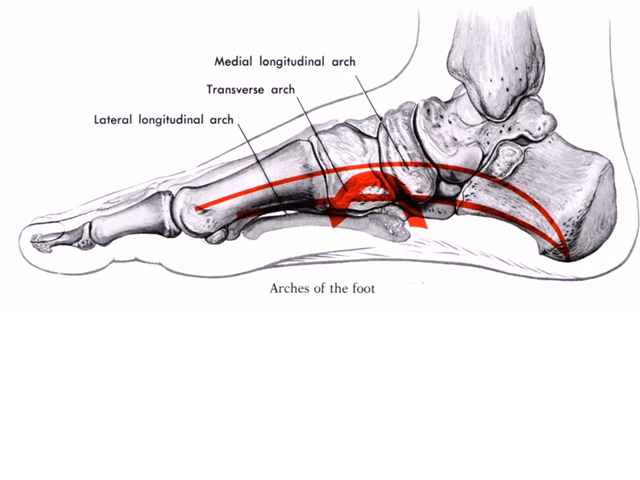 Medial longitudinal arch
Transverse arch
Lateral longitudinal arch
Arches of the foot